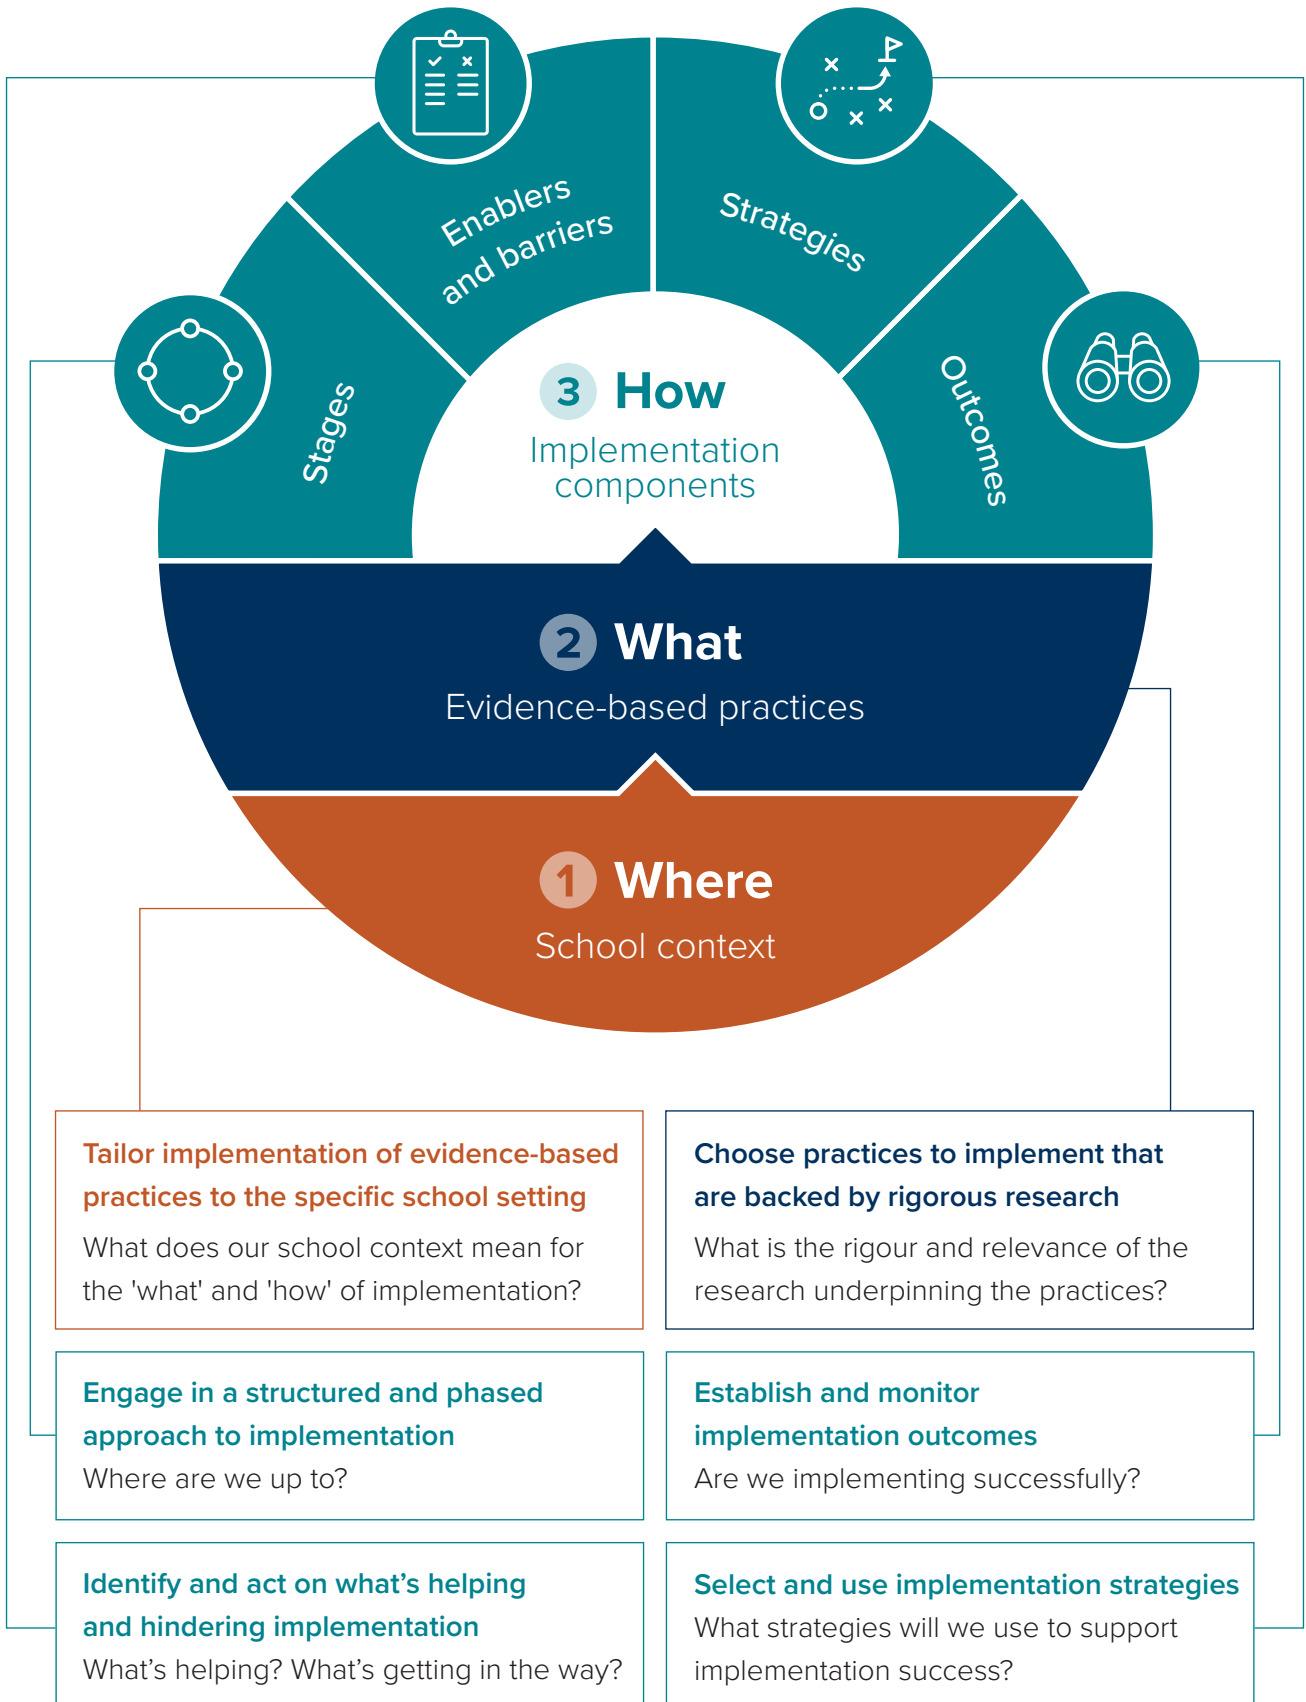 Enablers
and barriers
Strategies
Stages
Outcomes
3 How
Implementation
components
2 What
Evidence-based practices
1 Where
School context
Tailor implementation of evidence-based
practices to the specific school setting
What does our school context mean for
the 'what' and 'how' of implementation?
Choose practices to implement that
are backed by rigorous research
What is the rigour and relevance of the
research underpinning the practices?
Engage in a structured and phased
approach to implementation
Where are we up to?
Establish and monitor
implementation outcomes
Are we implementing successfully?
Identify and act on what’s helping
and hindering implementation
What’s helping? What’s getting in the way?
Select and use implementation strategies
What strategies will we use to support
implementation success?